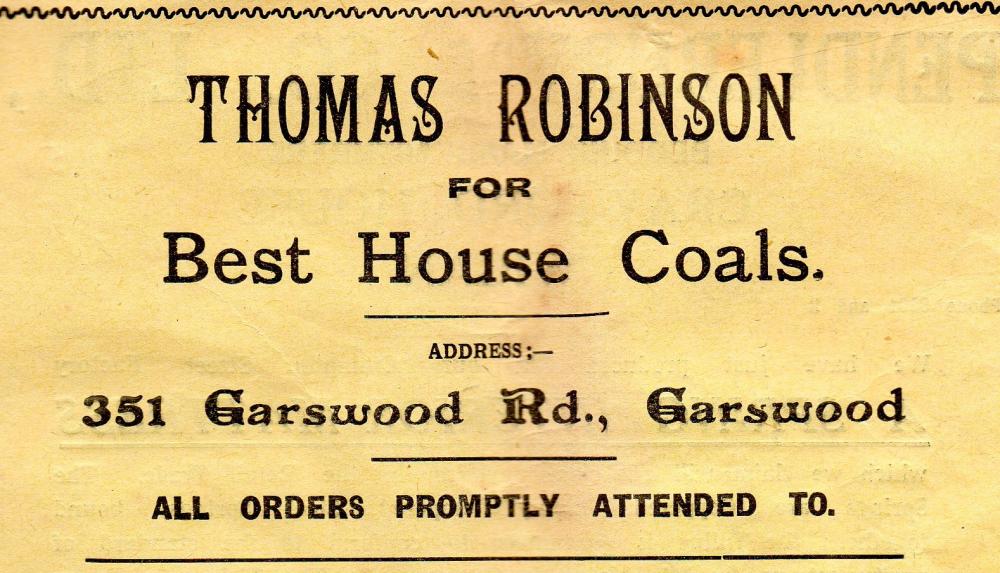 THOMAS ROBINSON
FOR
Best House Coals.
ADDRESS:—
351 Garswood Rd., Garswood
ALL ORDERS PROMPTLY ATTENDED TO.